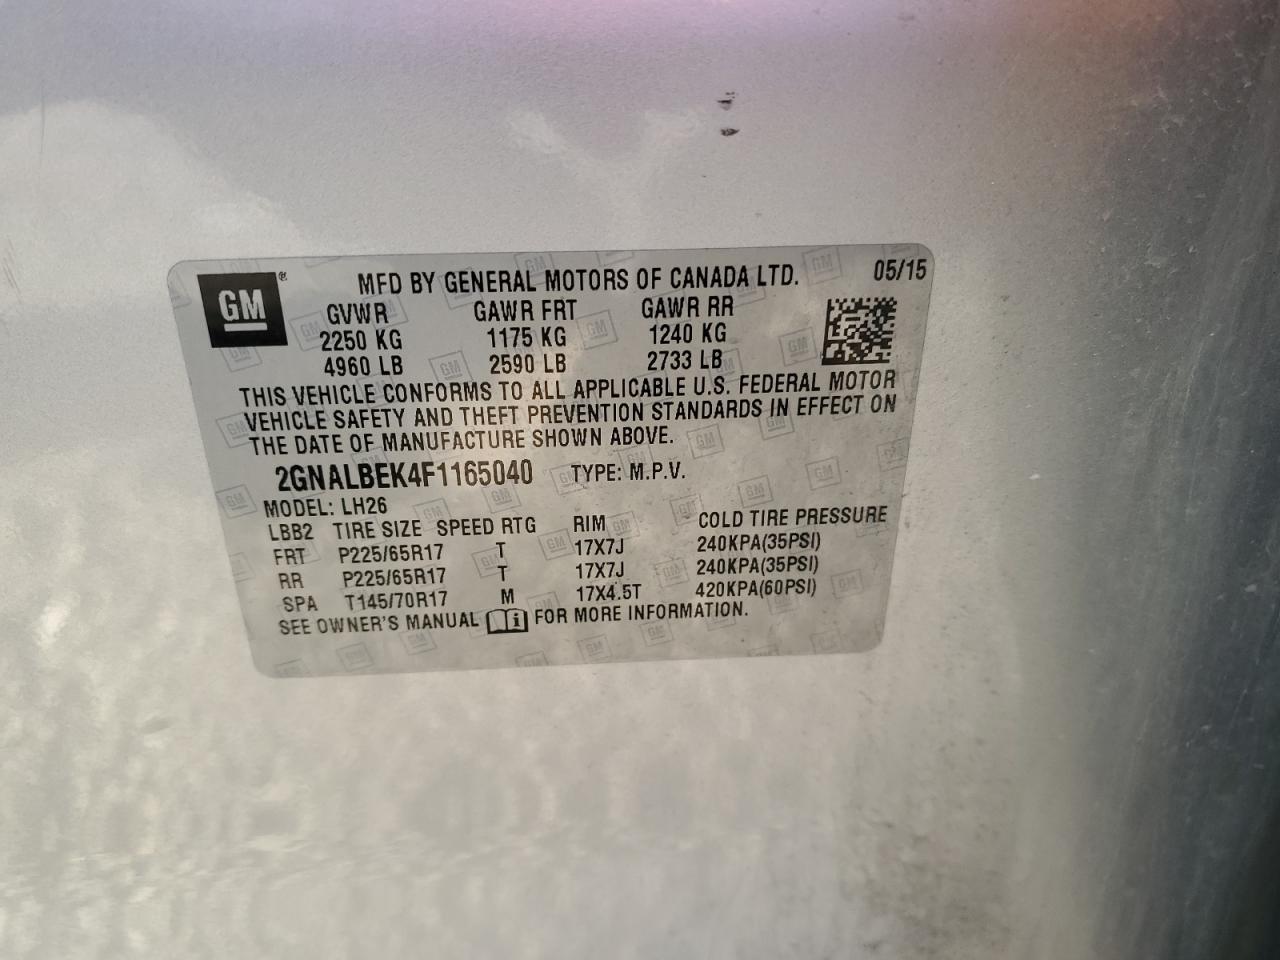 GM® MFD BY GENERAL MOTORS OF CANADA LTD. 05/15
GVWR GAWR FRT GAWR RR
2250 KG 1175 KG 1240 KG
4960 LB 2590 LB 2733 LB
THIS VEHICLE CONFORMS TO ALL APPLICABLE U.S. FEDERAL MOTOR
VEHICLE SAFETY AND THEFT PREVENTION STANDARDS IN EFFECT ON
THE DATE OF MANUFACTURE SHOWN ABOVE.
2GNALBEK4F1165040 TYPE: M.P.V.
MODEL: LH26
LBB2 TIRE SIZE SPEED RTG RIM COLD TIRE PRESSURE
FRT P225/65R17 T 17X7J 240KPA(35PSI)
RR P225/65R17 T 17X7J 240KPA(35PSI)
SPA T145/70R17 M 17X4.5T 420KPA(60PSI)
SEE OWNER'S MANUAL i FOR MORE INFORMATION.